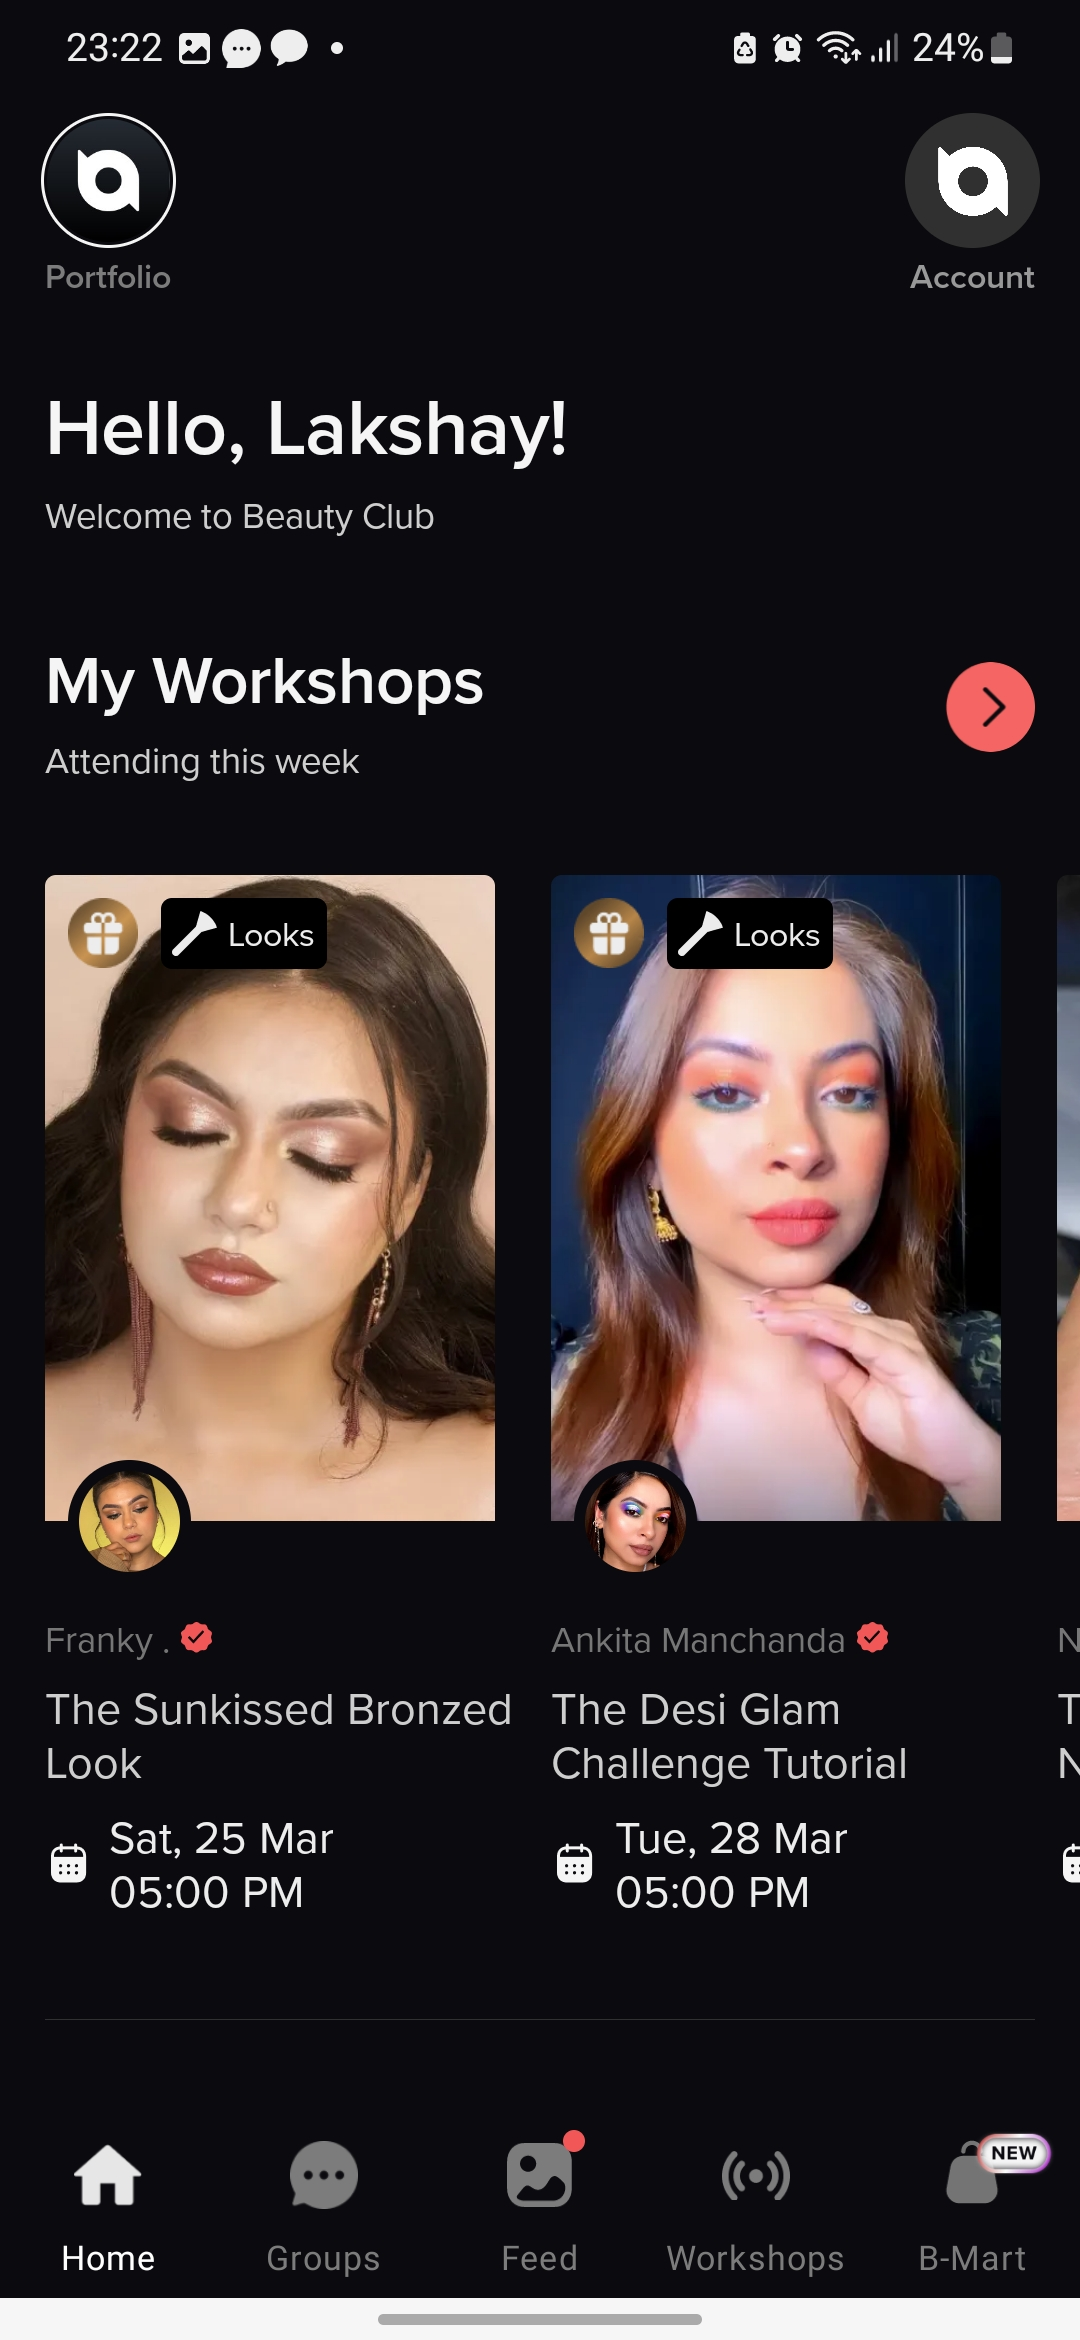 23:22
24%
Portfolio
Account
Hello, Lakshay!
Welcome to Beauty Club
My Workshops
Attending this week
Looks
Looks
Franky .
Ankita Manchanda
N
The Sunkissed Bronzed
Look
The Desi Glam
Challenge Tutorial
T
N
Sat, 25 Mar
05:00 PM
Tue, 28 Mar
05:00 PM
NEW
Home
Groups
Feed
Workshops
B-Mart